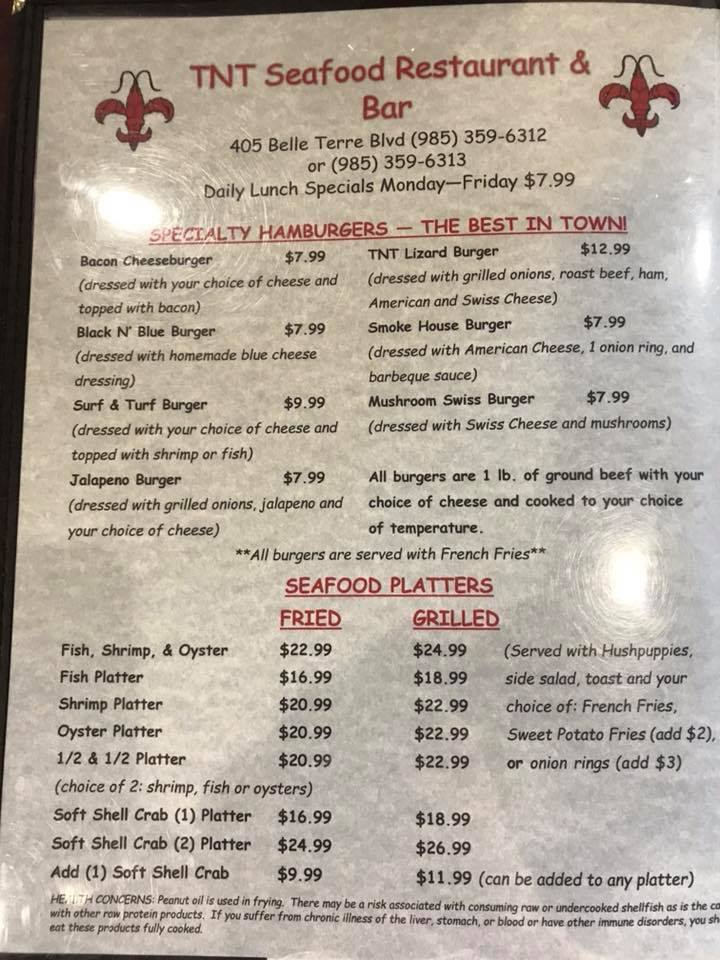 TNT Seafood Restaurant &
Bar
405 Belle Terre Blvd (985) 359-6312
or (985) 359-6313
Daily Lunch Specials Monday—Friday $7.99
SPECIALTY HAMBURGERS — THE BEST IN TOWN!
Bacon Cheeseburger $7.99
(dressed with your choice of cheese and
topped with bacon)
Black N' Blue Burger $7.99
(dressed with homemade blue cheese
dressing)
Surf & Turf Burger $9.99
(dressed with your choice of cheese and
topped with shrimp or fish)
Jalapeno Burger $7.99
(dressed with grilled onions, jalapeno and
your choice of cheese)
TNT Lizard Burger $12.99
(dressed with grilled onions, roast beef, ham,
American and Swiss Cheese)
Smoke House Burger $7.99
(dressed with American Cheese, 1 onion ring, and
barbeque sauce)
Mushroom Swiss Burger $7.99
(dressed with Swiss Cheese and mushrooms)
All burgers are 1 lb. of ground beef with your
choice of cheese and cooked to your choice
of temperature.
**All burgers are served with French Fries**
SEAFOOD PLATTERS
FRIED GRILLED
Fish, Shrimp, & Oyster $22.99 $24.99 (Served with Hushpuppies,
Fish Platter $16.99 $18.99 side salad, toast and your
Shrimp Platter $20.99 $22.99 choice of: French Fries,
Oyster Platter $20.99 $22.99 Sweet Potato Fries (add $2),
1/2 & 1/2 Platter $20.99 $22.99 or onion rings (add $3)
(choice of 2: shrimp, fish or oysters)
Soft Shell Crab (1) Platter $16.99 $18.99
Soft Shell Crab (2) Platter $24.99 $26.99
Add (1) Soft Shell Crab $9.99 $11.99 (can be added to any platter)
HEALTH CONCERNS: Peanut oil is used in frying. There may be a risk associated with consuming raw or undercooked shellfish as is the ca
with other raw protein products. If you suffer from chronic illness of the liver, stomach, or blood or have other immune disorders, you sh
eat these products fully cooked.